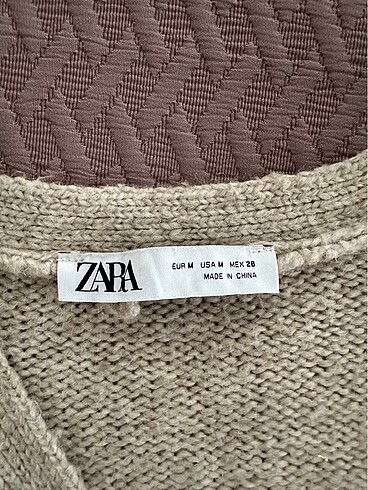 ZARA
EUR M USA M MEX 28
MADE IN CHINA